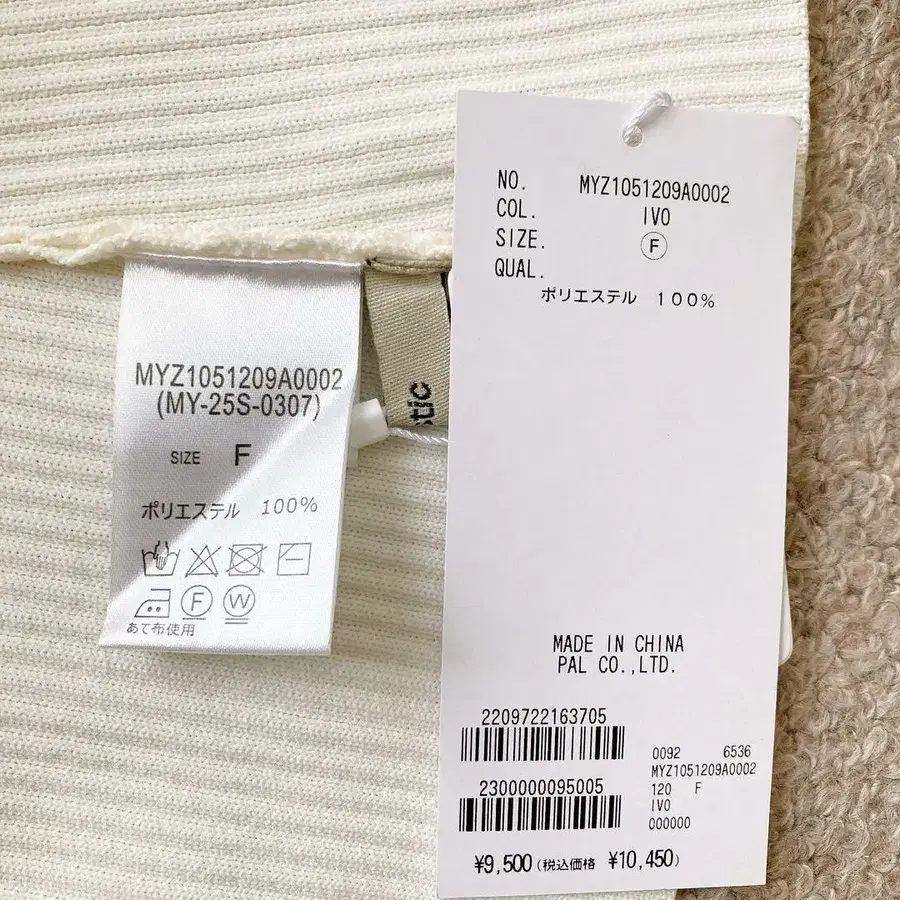 MYZ1051209A0002
(MY-25S-0307)
SIZE F
ポリエステル 100%
F W
あて布使用
stic
NO. MYZ1051209A0002
COL. IVO
SIZE. F
QUAL.
ポリエステル 100%
MADE IN CHINA
PAL CO.,LTD.
2209722163705
2300000095005
0092 6536
MYZ1051209A0002
120 F
IVO
000000
¥9,500(税込価格 ¥10,450)